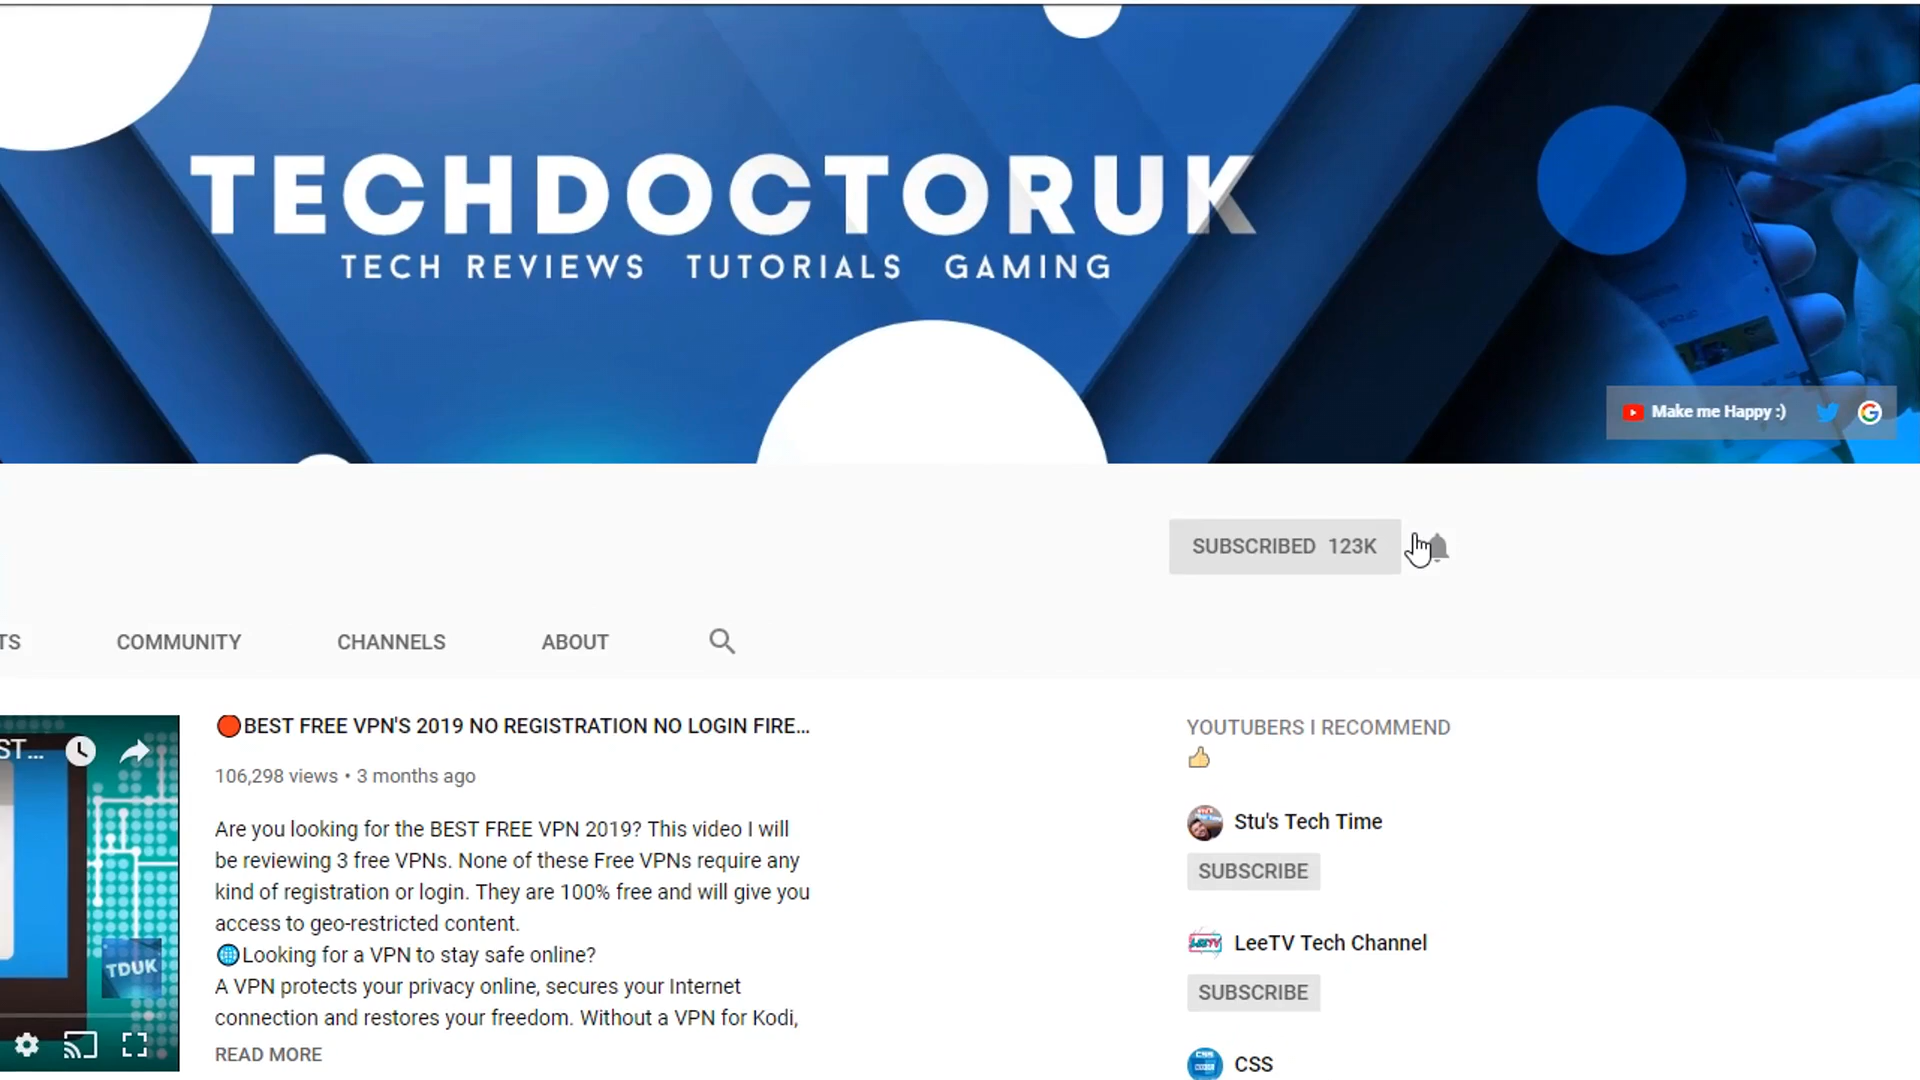 TECHDOCTORUK
TECH REVIEWS TUTORIALS GAMING
Make me Happy :)
SUBSCRIBED 123K
TS
COMMUNITY
CHANNELS
ABOUT
ST...
TDUK
🔴BEST FREE VPN'S 2019 NO REGISTRATION NO LOGIN FIRE...
106,298 views • 3 months ago
Are you looking for the BEST FREE VPN 2019? This video I will
be reviewing 3 free VPNs. None of these Free VPNs require any
kind of registration or login. They are 100% free and will give you
access to geo-restricted content.
🌐Looking for a VPN to stay safe online?
A VPN protects your privacy online, secures your Internet
connection and restores your freedom. Without a VPN for Kodi,
READ MORE
YOUTUBERS I RECOMMEND
👍
Stu's Tech Time
SUBSCRIBE
LeeTV
LeeTV Tech Channel
SUBSCRIBE
CSS
CSS